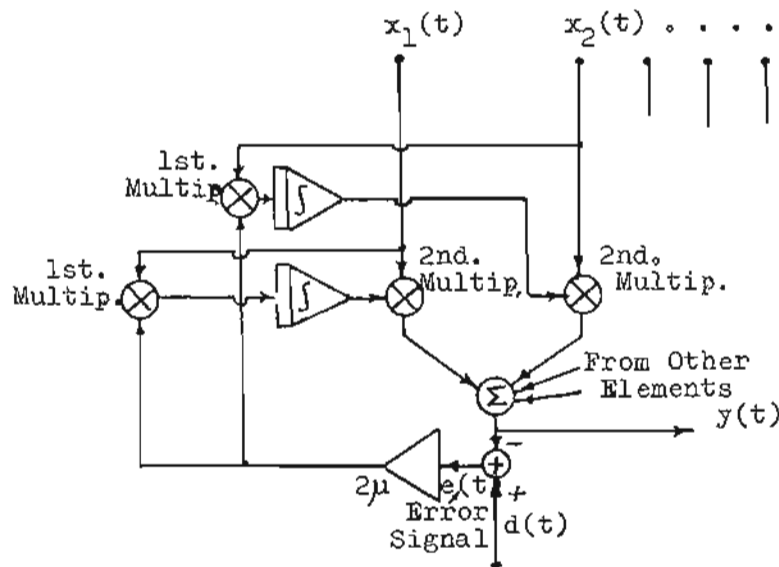 x1(t) x2(t) . . . .
1st.
Multip.
∫
1st.
Multip.
∫
2nd.
Multip.
2nd.
Multip.
From Other
Elements
Σ
y(t)
−
+
2μ
e(t)
+
Error
Signal
d(t)